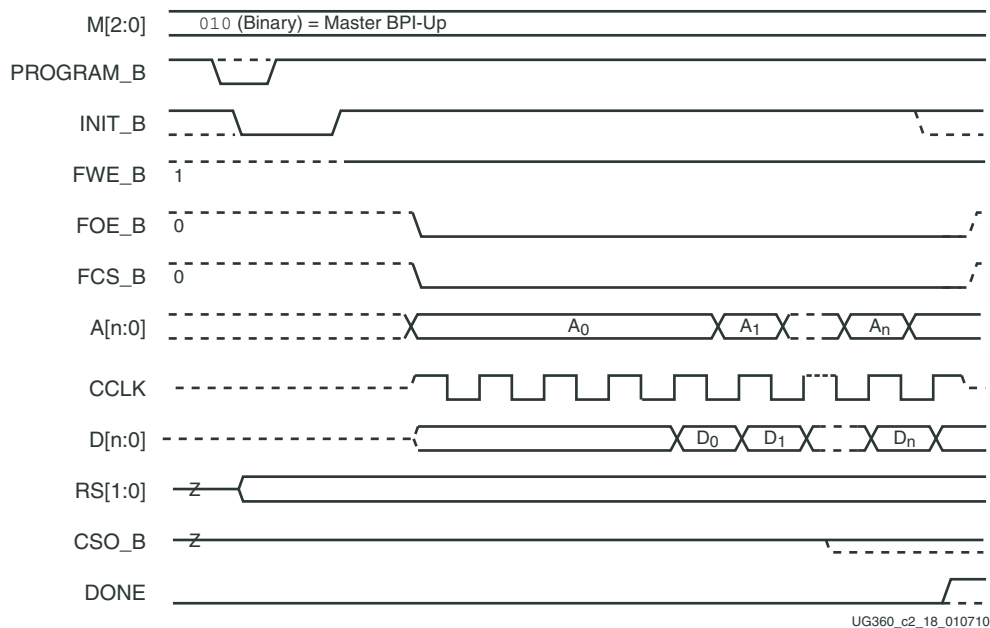 M[2:0] 010 (Binary) = Master BPI-Up
PROGRAM_B
INIT_B
FWE_B 1
FOE_B 0
FCS_B 0
A[n:0] A0 A1 An
CCLK
D[n:0] D0 D1 Dn
RS[1:0] Z
CSO_B Z
DONE
UG360_c2_18_010710